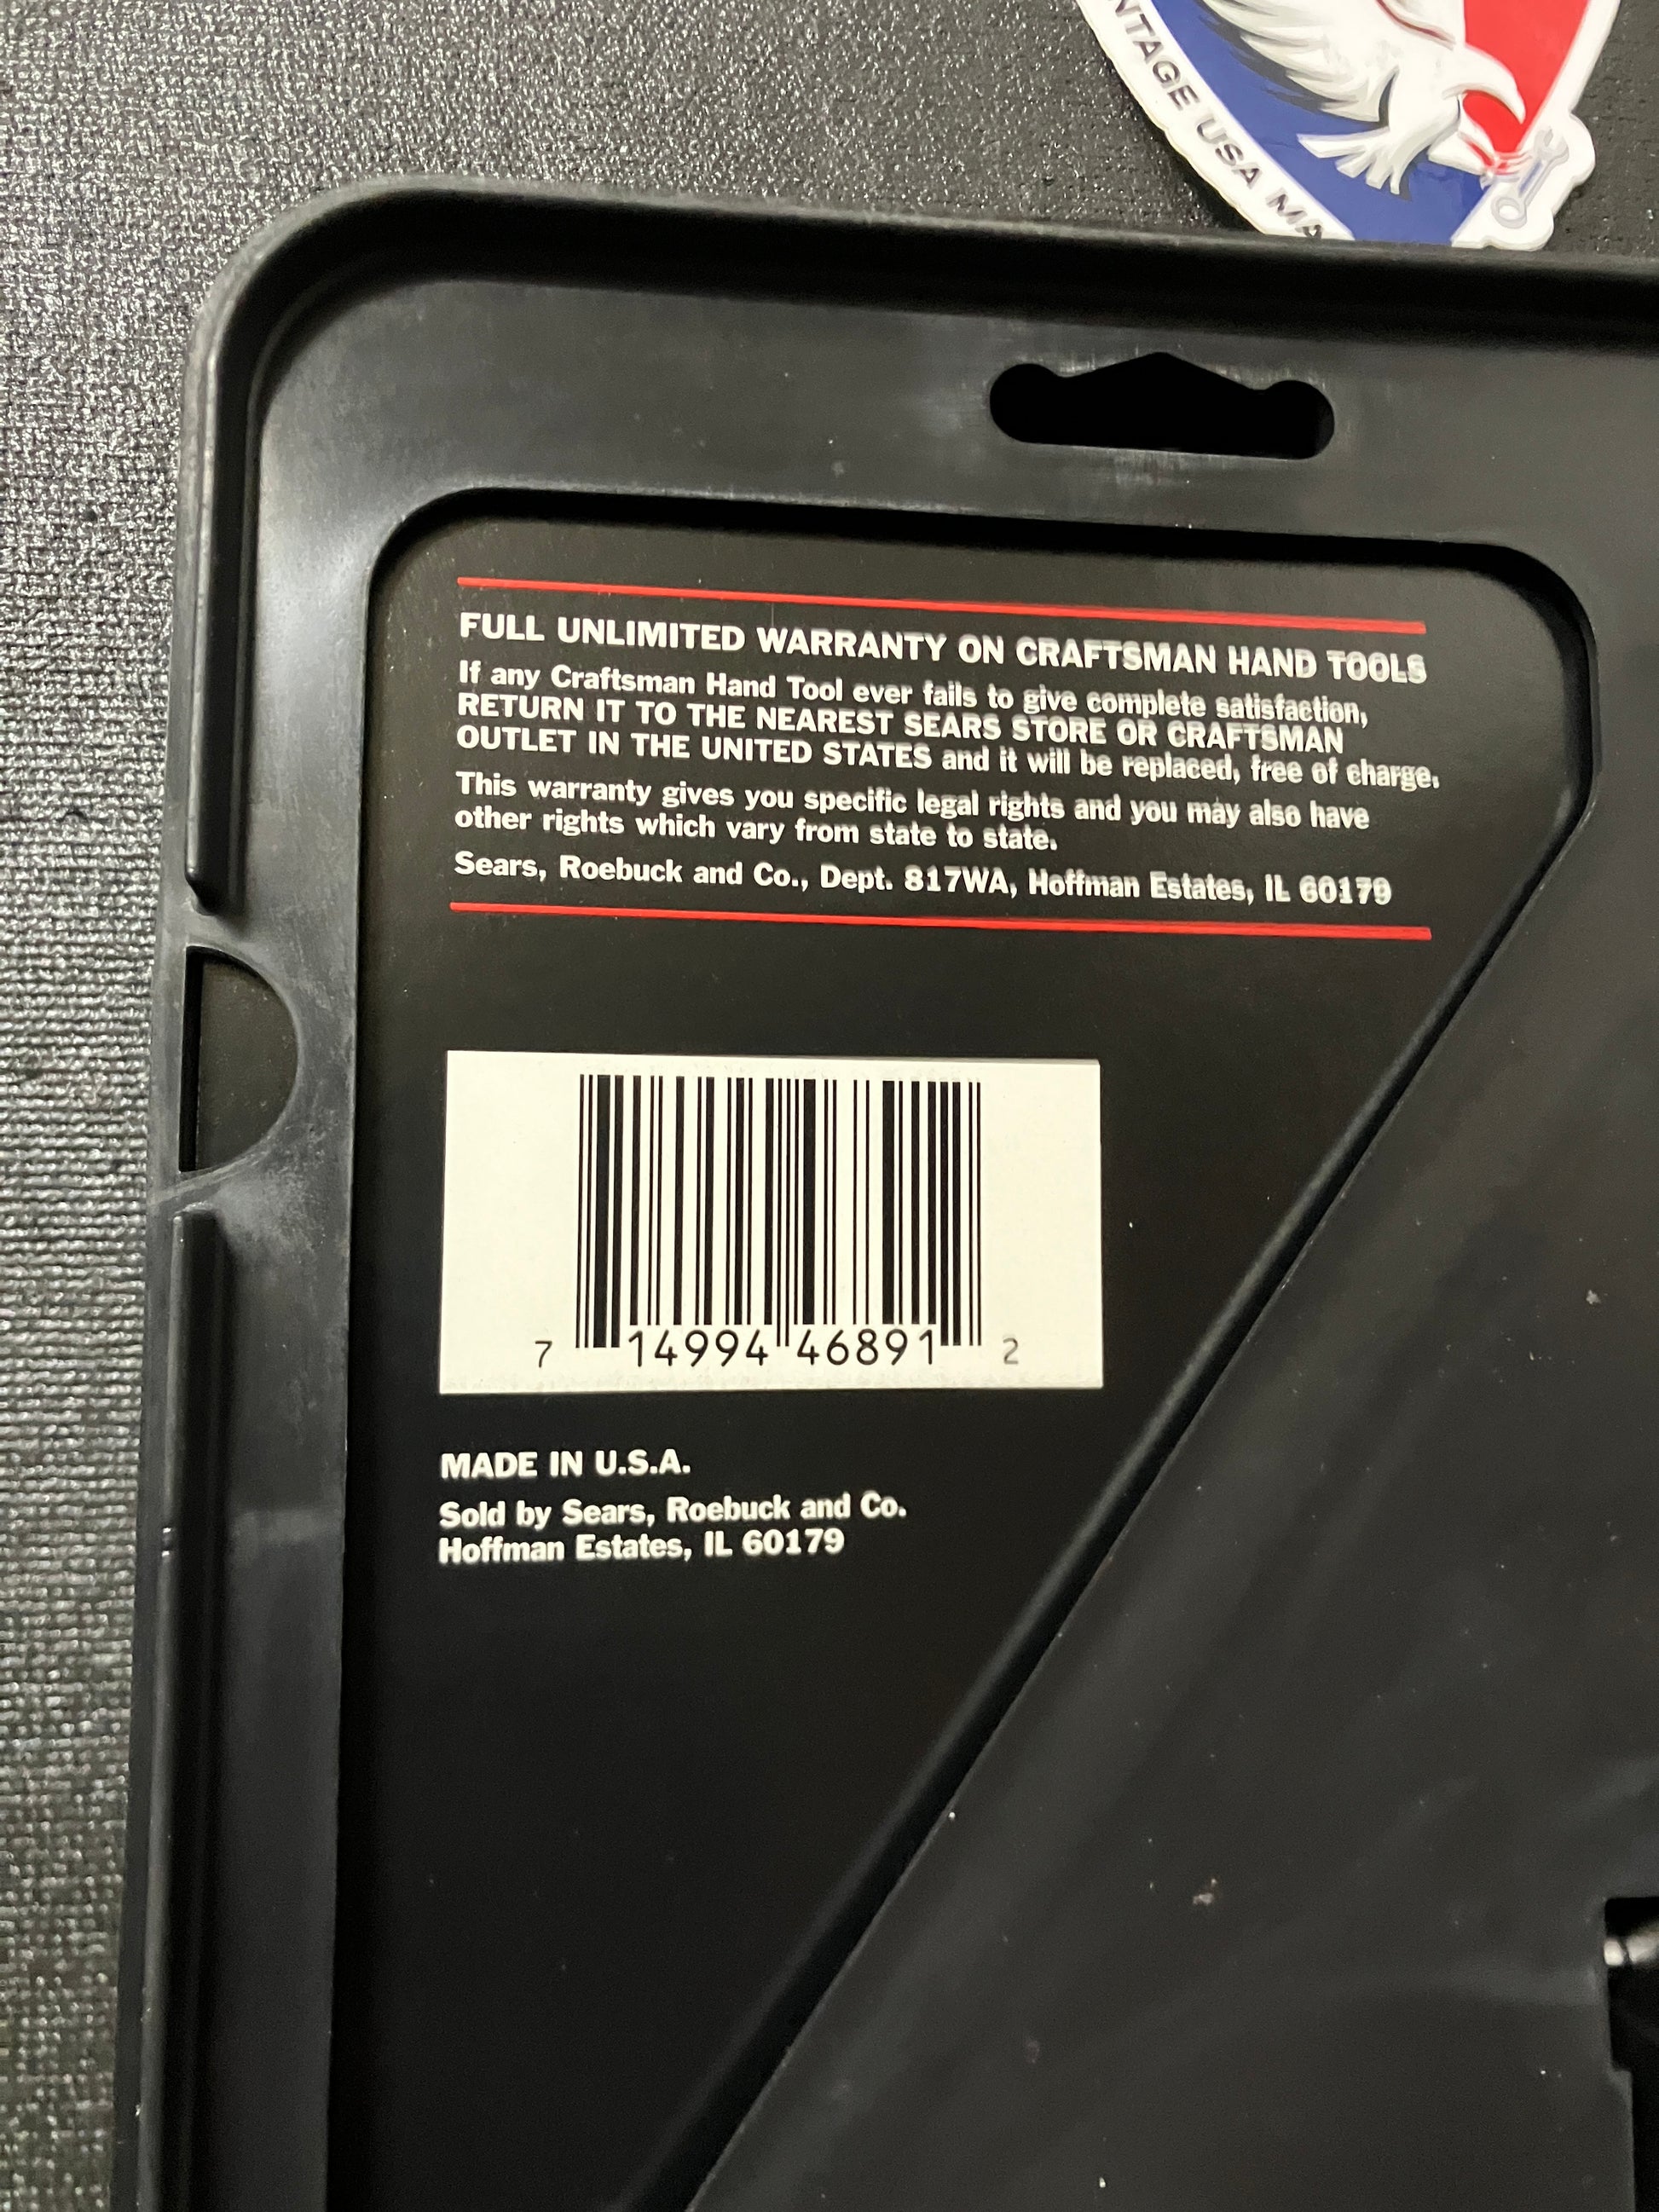 NTAGE USA MA
FULL UNLIMITED WARRANTY ON CRAFTSMAN HAND TOOLS
If any Craftsman Hand Tool ever fails to give complete satisfaction,
RETURN IT TO THE NEAREST SEARS STORE OR CRAFTSMAN
OUTLET IN THE UNITED STATES and it will be replaced, free of charge.
This warranty gives you specific legal rights and you may also have
other rights which vary from state to state.
Sears, Roebuck and Co., Dept. 817WA, Hoffman Estates, IL 60179
7 14994 46891 2
MADE IN U.S.A.
Sold by Sears, Roebuck and Co.
Hoffman Estates, IL 60179